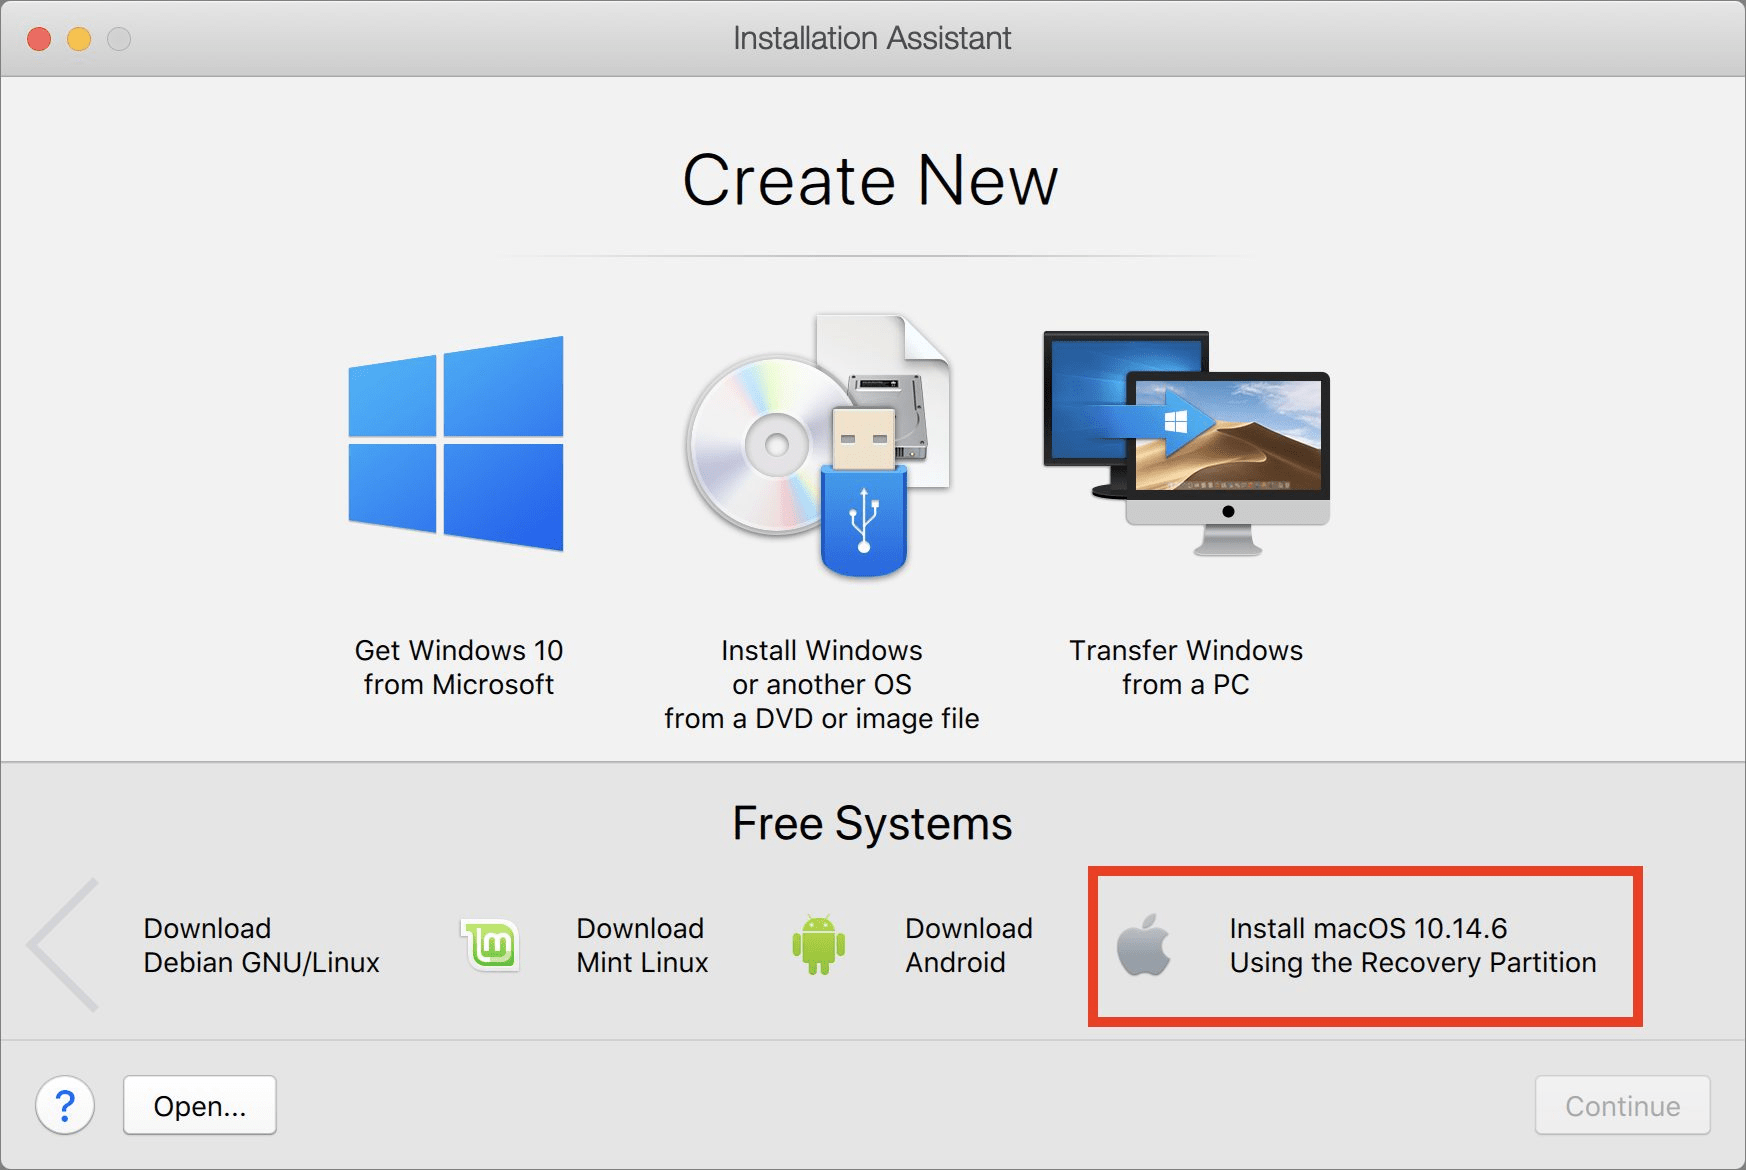 Installation Assistant
Create New
Get Windows 10
from Microsoft
Install Windows
or another OS
from a DVD or image file
Transfer Windows
from a PC
Free Systems
Download
Debian GNU/Linux
lm
Download
Mint Linux
Download
Android
Install macOS 10.14.6
Using the Recovery Partition
?
Open...
Continue